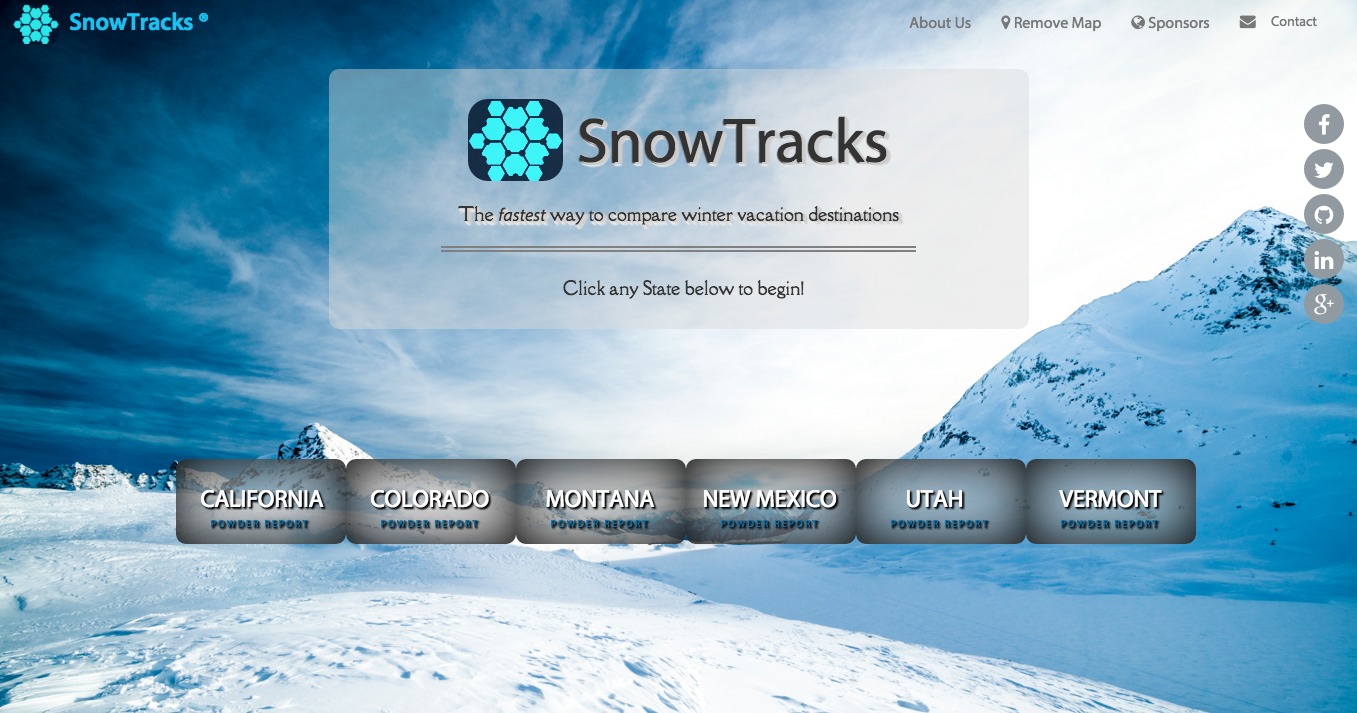 SnowTracks ®
About Us Remove Map Sponsors Contact
SnowTracks
The fastest way to compare winter vacation destinations
Click any State below to begin!
CALIFORNIA COLORADO MONTANA NEW MEXICO UTAH VERMONT
POWDER REPORT POWDER REPORT POWDER REPORT POWDER REPORT POWDER REPORT POWDER REPORT